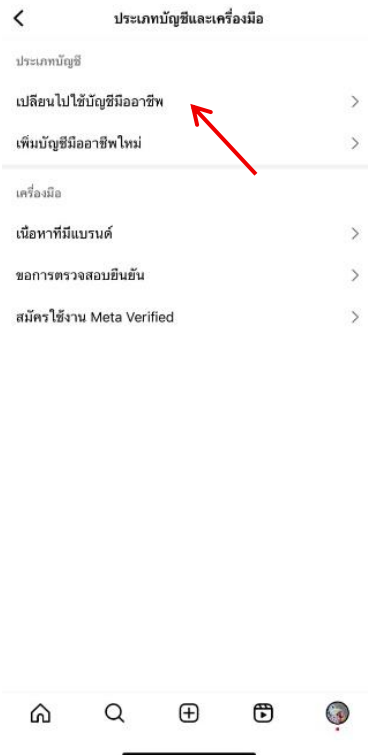 ประเภทบัญชีและเครื่องมือ
ประเภทบัญชี
เปลี่ยนไปใช้บัญชีมืออาชีพ
เพิ่มบัญชีมืออาชีพใหม่
เครื่องมือ
เนื้อหาที่มีแบรนด์
ขอการตรวจสอบยืนยัน
สมัครใช้งาน Meta Verified